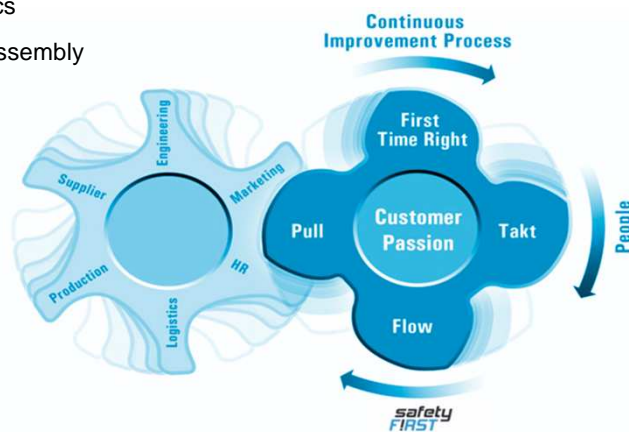 cs
ssembly
Continuous
Improvement Process
First
Time Right
Engineering
Marketing
Supplier
Pull
Customer
Passion
Takt
People
HR
Production
Logistics
Flow
safety
FIRST